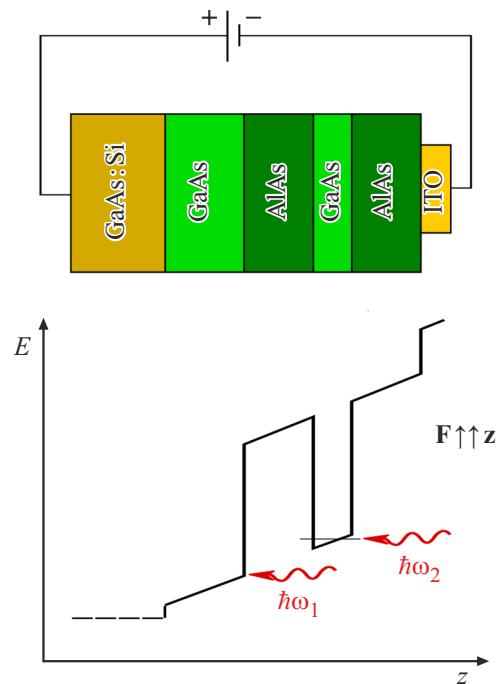 + −
GaAs:Si
GaAs
AlAs
GaAs
AlAs
ITO
E
F↑↑z
ħω₂
ħω₁
z